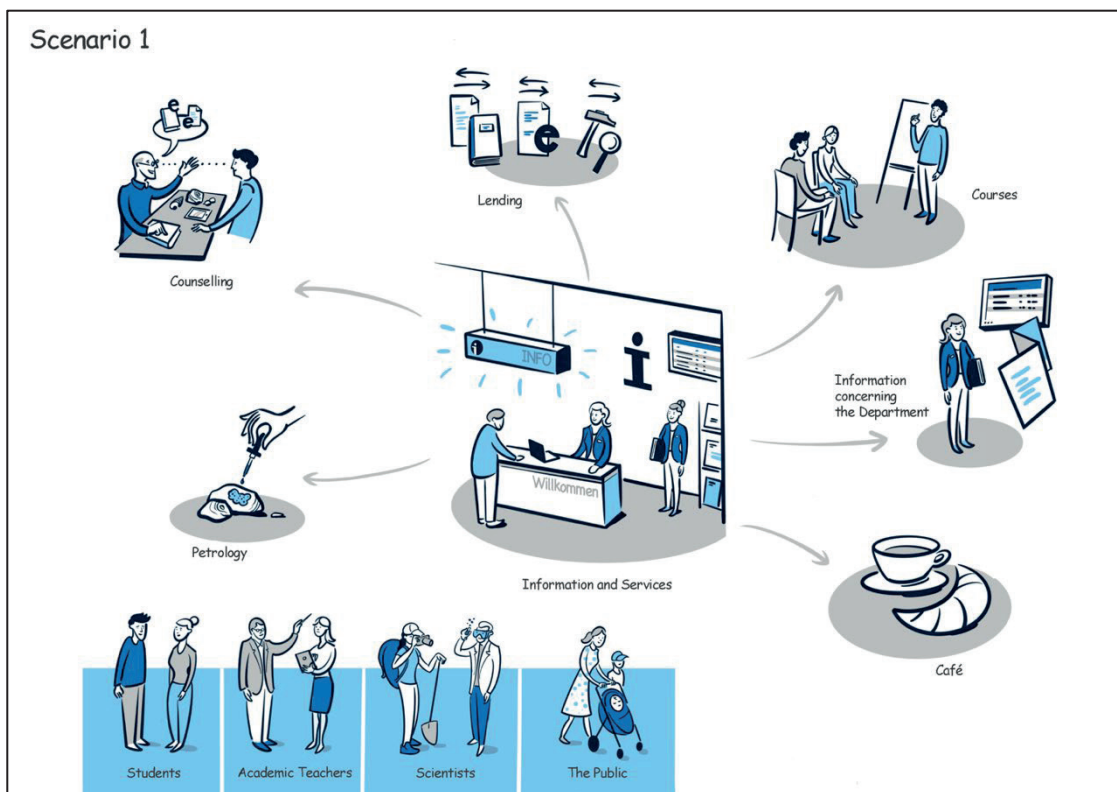 Scenario 1
e
e
e
Lending
Courses
Counselling
INFO
i
i
Information
concerning
the Department
Willkommen
Petrology
Information and Services
Café
Students
Academic Teachers
Scientists
The Public